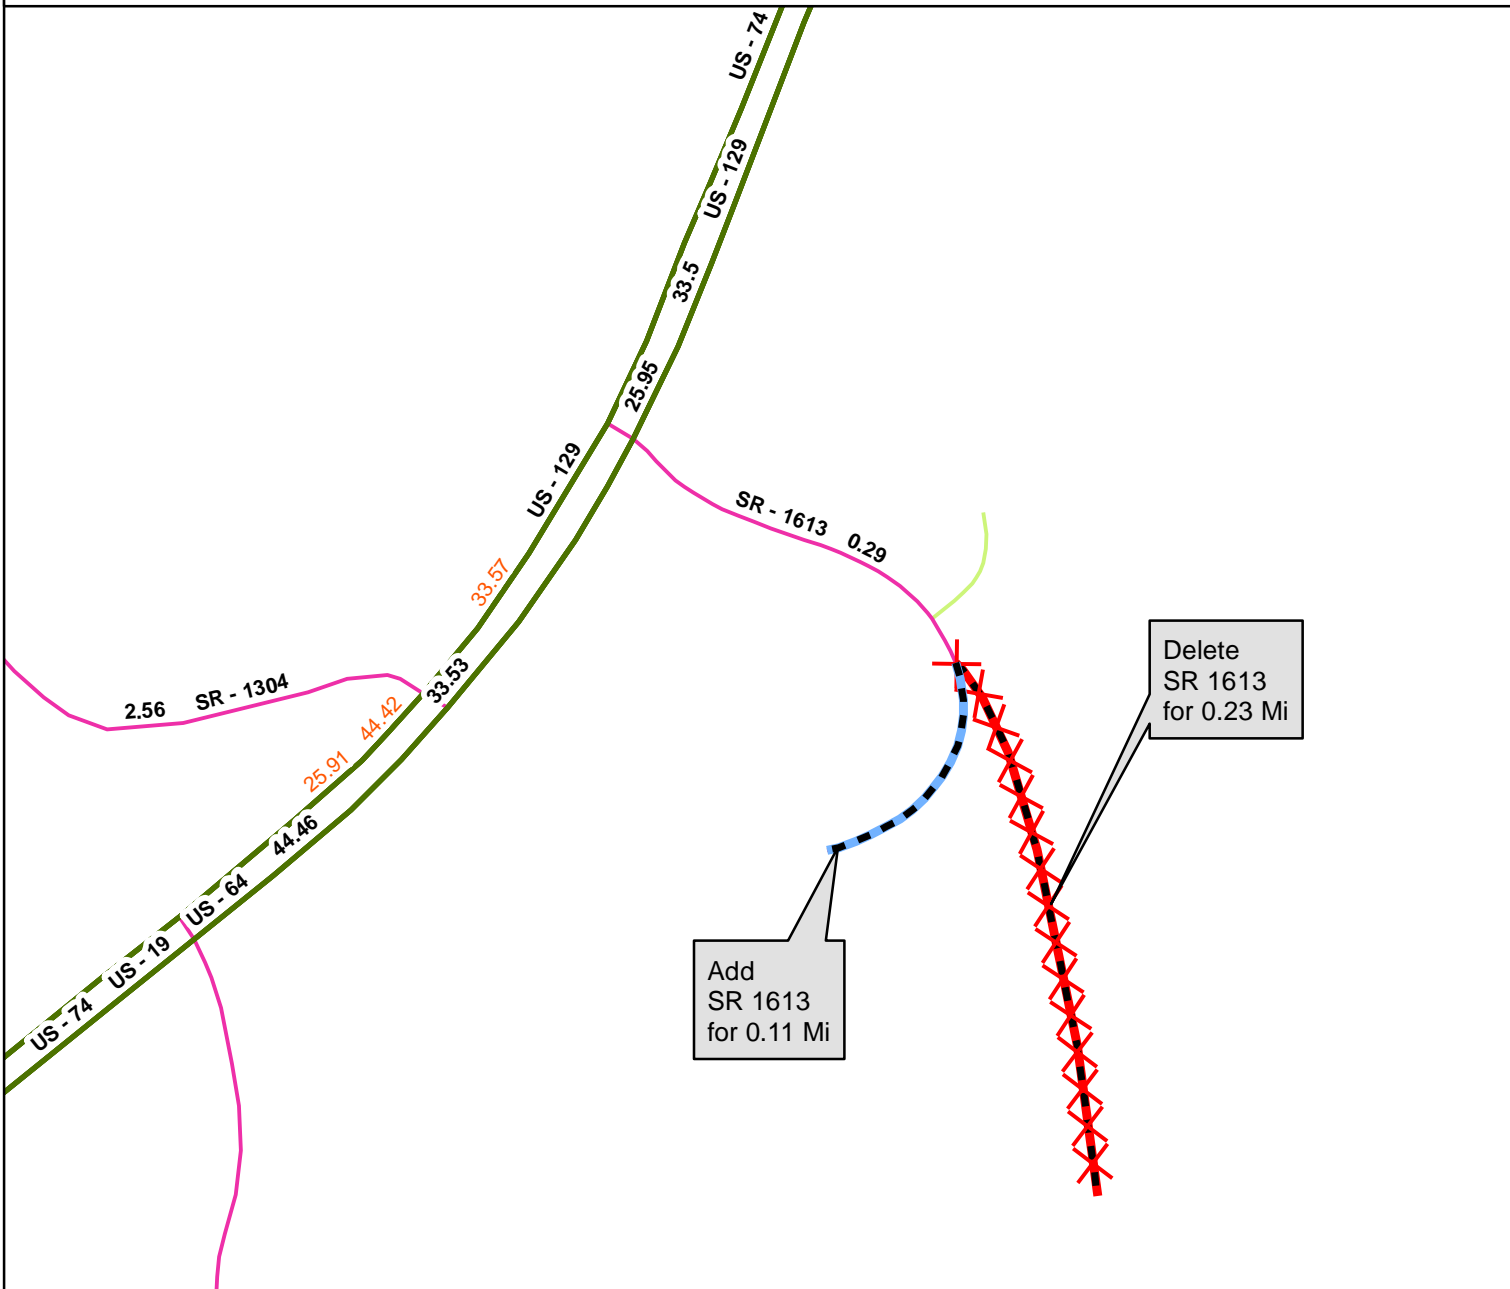 US - 74
US - 129
33.5
25.95
US - 129
SR - 1613 0.29
33.57
Delete
SR 1613
for 0.23 Mi
33.53
2.56 SR - 1304
44.42
25.91
44.46
US - 64
US - 19
US - 74
Add
SR 1613
for 0.11 Mi